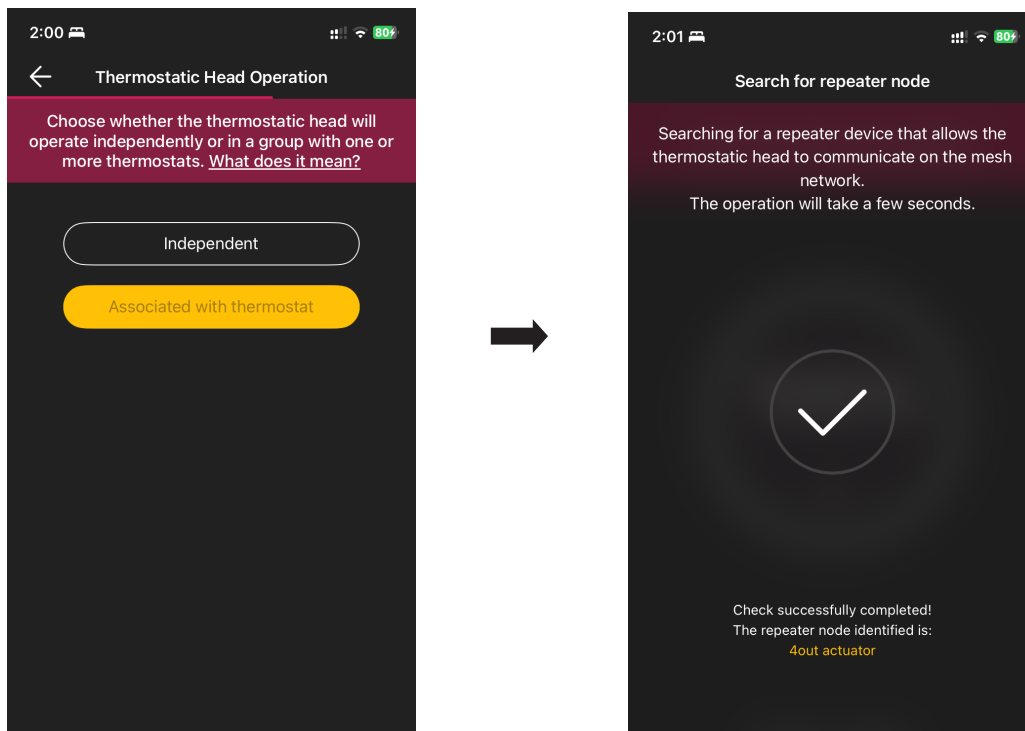 2:00
80
Thermostatic Head Operation
Choose whether the thermostatic head will
operate independently or in a group with one or
more thermostats. What does it mean?
Independent
Associated with thermostat
2:01
80
Search for repeater node
Searching for a repeater device that allows the
thermostatic head to communicate on the mesh
network.
The operation will take a few seconds.
Check successfully completed!
The repeater node identified is:
4out actuator